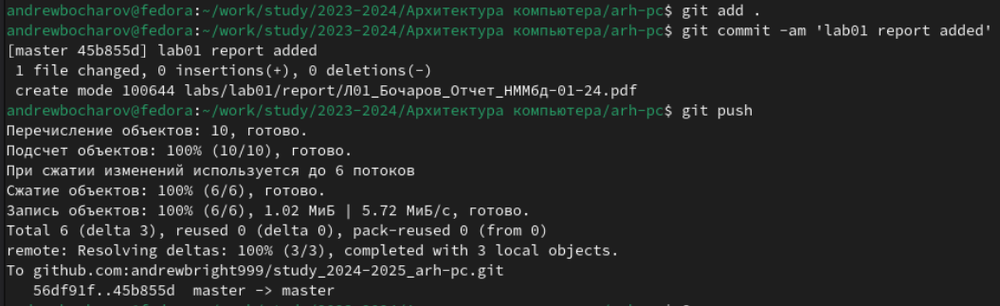 andrewbocharov@fedora:~/work/study/2023-2024/Архитектура компьютера/arh-pc$ git add .
andrewbocharov@fedora:~/work/study/2023-2024/Архитектура компьютера/arh-pc$ git commit -am 'lab01 report added'
[master 45b855d] lab01 report added
 1 file changed, 0 insertions(+), 0 deletions(-)
 create mode 100644 labs/lab01/report/Л01_Бочаров_Отчет_НММбд-01-24.pdf
andrewbocharov@fedora:~/work/study/2023-2024/Архитектура компьютера/arh-pc$ git push
Перечисление объектов: 10, готово.
Подсчет объектов: 100% (10/10), готово.
При сжатии изменений используется до 6 потоков
Сжатие объектов: 100% (6/6), готово.
Запись объектов: 100% (6/6), 1.02 МиБ | 5.72 МиБ/с, готово.
Total 6 (delta 3), reused 0 (delta 0), pack-reused 0 (from 0)
remote: Resolving deltas: 100% (3/3), completed with 3 local objects.
To github.com:andrewbright999/study_2024-2025_arh-pc.git
   56df91f..45b855d  master -> master